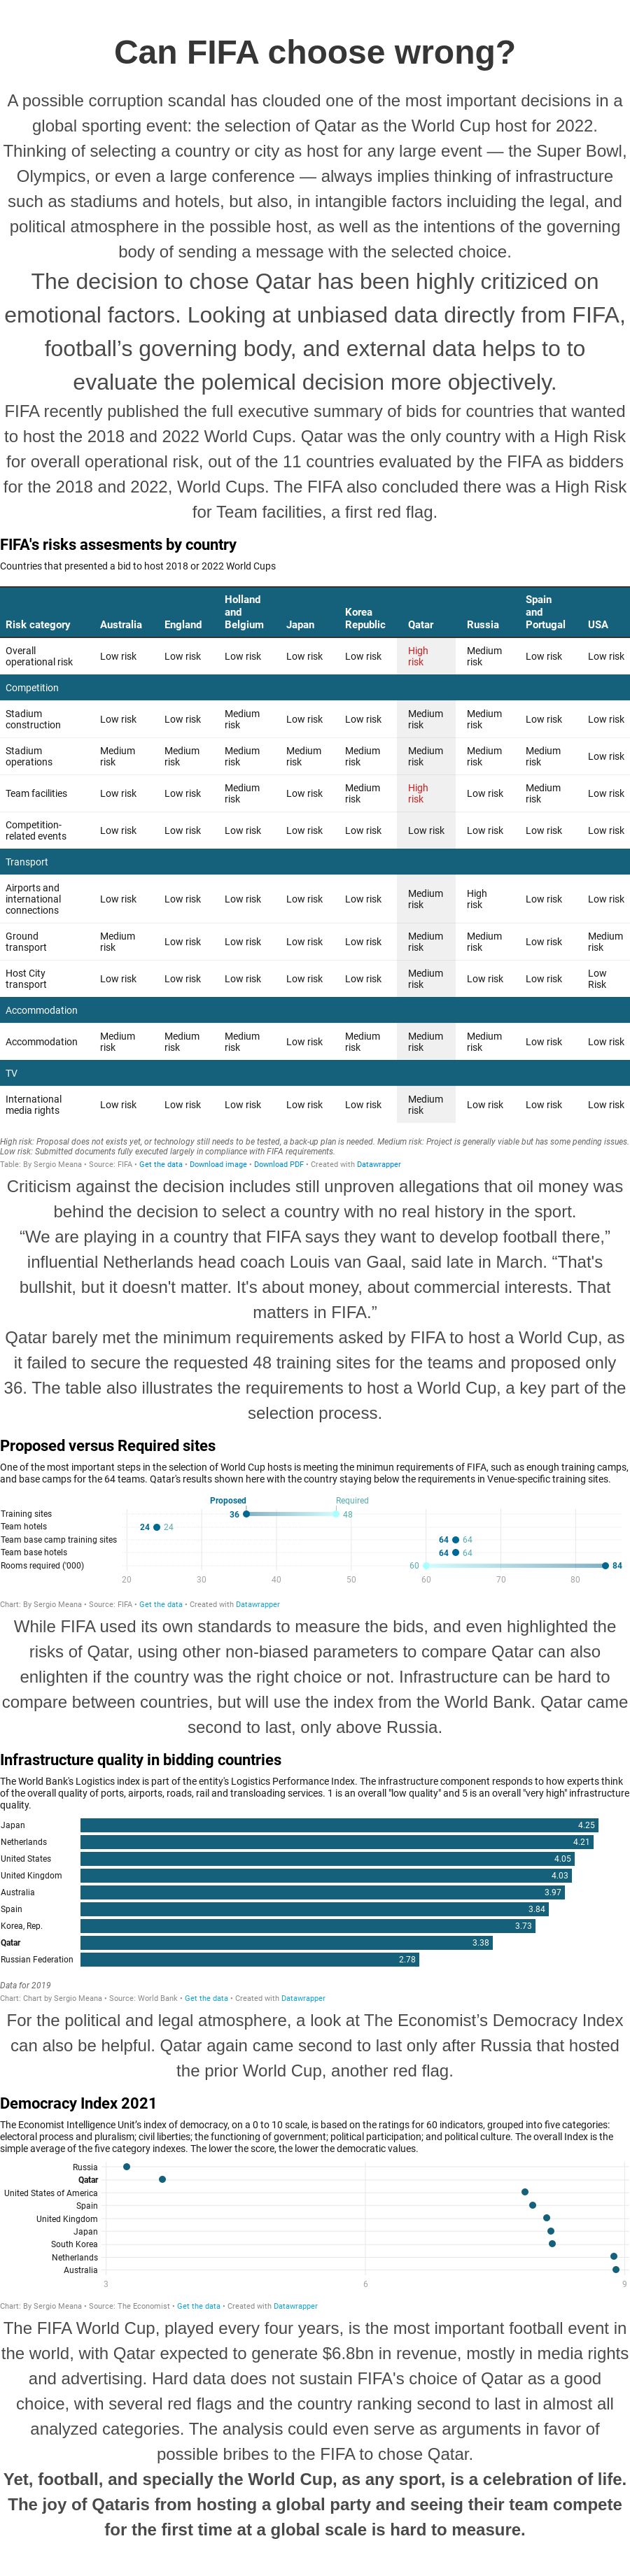 Can FIFA choose wrong?
A possible corruption scandal has clouded one of the most important decisions in a
global sporting event: the selection of Qatar as the World Cup host for 2022.
Thinking of selecting a country or city as host for any large event — the Super Bowl,
Olympics, or even a large conference — always implies thinking of infrastructure
such as stadiums and hotels, but also, in intangible factors including the legal, and
political atmosphere in the possible host, as well as the intentions of the governing
body of sending a message with the selected choice.
The decision to chose Qatar has been highly critiziced on
emotional factors. Looking at unbiased data directly from FIFA,
football’s governing body, and external data helps to to
evaluate the polemical decision more objectively.
FIFA recently published the full executive summary of bids for countries that wanted
to host the 2018 and 2022 World Cups. Qatar was the only country with a High Risk
for overall operational risk, out of the 11 countries evaluated by the FIFA as bidders
for the 2018 and 2022, World Cups. The FIFA also concluded there was a High Risk
for Team facilities, a first red flag.
FIFA's risks assesments by country
Countries that presented a bid to host 2018 or 2022 World Cups
Risk category Australia England Holland and Belgium Japan Korea Republic Qatar Russia Spain and Portugal USA
Overall operational risk Low risk Low risk Low risk Low risk Low risk High risk Medium risk Low risk Low risk
Competition
Stadium construction Low risk Low risk Medium risk Low risk Low risk Medium risk Medium risk Low risk Low risk
Stadium operations Medium risk Medium risk Medium risk Medium risk Medium risk Medium risk Medium risk Medium risk Low risk
Team facilities Low risk Low risk Medium risk Low risk Medium risk High risk Low risk Medium risk Low risk
Competition-related events Low risk Low risk Low risk Low risk Low risk Low risk Low risk Low risk Low risk
Transport
Airports and international connections Low risk Low risk Low risk Low risk Low risk Medium risk High risk Low risk Low risk
Ground transport Medium risk Low risk Low risk Low risk Low risk Medium risk Medium risk Low risk Medium risk
Host City transport Low risk Low risk Low risk Low risk Low risk Medium risk Low risk Low risk Low Risk
Accommodation
Accommodation Medium risk Medium risk Medium risk Low risk Medium risk Medium risk Medium risk Low risk Low risk
TV
International media rights Low risk Low risk Low risk Low risk Low risk Medium risk Low risk Low risk Low risk
High risk: Proposal does not exists yet, or technology still needs to be tested, a back-up plan is needed. Medium risk: Project is generally viable but has some pending issues.
Low risk: Submitted documents fully executed largely in compliance with FIFA requirements.
Table: By Sergio Meana • Source: FIFA • Get the data • Download image • Download PDF • Created with Datawrapper
Criticism against the decision includes still unproven allegations that oil money was
behind the decision to select a country with no real history in the sport.
“We are playing in a country that FIFA says they want to develop football there,”
influential Netherlands head coach Louis van Gaal, said late in March. “That's
bullshit, but it doesn't matter. It's about money, about commercial interests. That
matters in FIFA.”
Qatar barely met the minimum requirements asked by FIFA to host a World Cup, as
it failed to secure the requested 48 training sites for the teams and proposed only
36. The table also illustrates the requirements to host a World Cup, a key part of the
selection process.
Proposed versus Required sites
One of the most important steps in the selection of World Cup hosts is meeting the minimun requirements of FIFA, such as enough training camps,
and base camps for the 64 teams. Qatar's results shown here with the country staying below the requirements in Venue-specific training sites.
Proposed Required
Training sites 36 48
Team hotels 24 24
Team base camp training sites 64 64
Team base hotels 64 64
Rooms required ('000) 60 84
20 30 40 50 60 70 80
Chart: By Sergio Meana • Source: FIFA • Get the data • Created with Datawrapper
While FIFA used its own standards to measure the bids, and even highlighted the
risks of Qatar, using other non-biased parameters to compare Qatar can also
enlighten if the country was the right choice or not. Infrastructure can be hard to
compare between countries, but will use the index from the World Bank. Qatar came
second to last, only above Russia.
Infrastructure quality in bidding countries
The World Bank's Logistics index is part of the entity's Logistics Performance Index. The infrastructure component responds to how experts think
of the overall quality of ports, airports, roads, rail and transloading services. 1 is an overall "low quality" and 5 is an overall "very high" infrastructure
quality.
Japan 4.25
Netherlands 4.21
United States 4.05
United Kingdom 4.03
Australia 3.97
Spain 3.84
Korea, Rep. 3.73
Qatar 3.38
Russian Federation 2.78
Data for 2019
Chart: Chart by Sergio Meana • Source: World Bank • Get the data • Created with Datawrapper
For the political and legal atmosphere, a look at The Economist’s Democracy Index
can also be helpful. Qatar again came second to last only after Russia that hosted
the prior World Cup, another red flag.
Democracy Index 2021
The Economist Intelligence Unit’s index of democracy, on a 0 to 10 scale, is based on the ratings for 60 indicators, grouped into five categories:
electoral process and pluralism; civil liberties; the functioning of government; political participation; and political culture. The overall Index is the
simple average of the five category indexes. The lower the score, the lower the democratic values.
Russia
Qatar
United States of America
Spain
United Kingdom
Japan
South Korea
Netherlands
Australia
3 6 9
Chart: By Sergio Meana • Source: The Economist • Get the data • Created with Datawrapper
The FIFA World Cup, played every four years, is the most important football event in
the world, with Qatar expected to generate $6.8bn in revenue, mostly in media rights
and advertising. Hard data does not sustain FIFA's choice of Qatar as a good
choice, with several red flags and the country ranking second to last in almost all
analyzed categories. The analysis could even serve as arguments in favor of
possible bribes to the FIFA to chose Qatar.
Yet, football, and specially the World Cup, as any sport, is a celebration of life.
The joy of Qataris from hosting a global party and seeing their team compete
for the first time at a global scale is hard to measure.